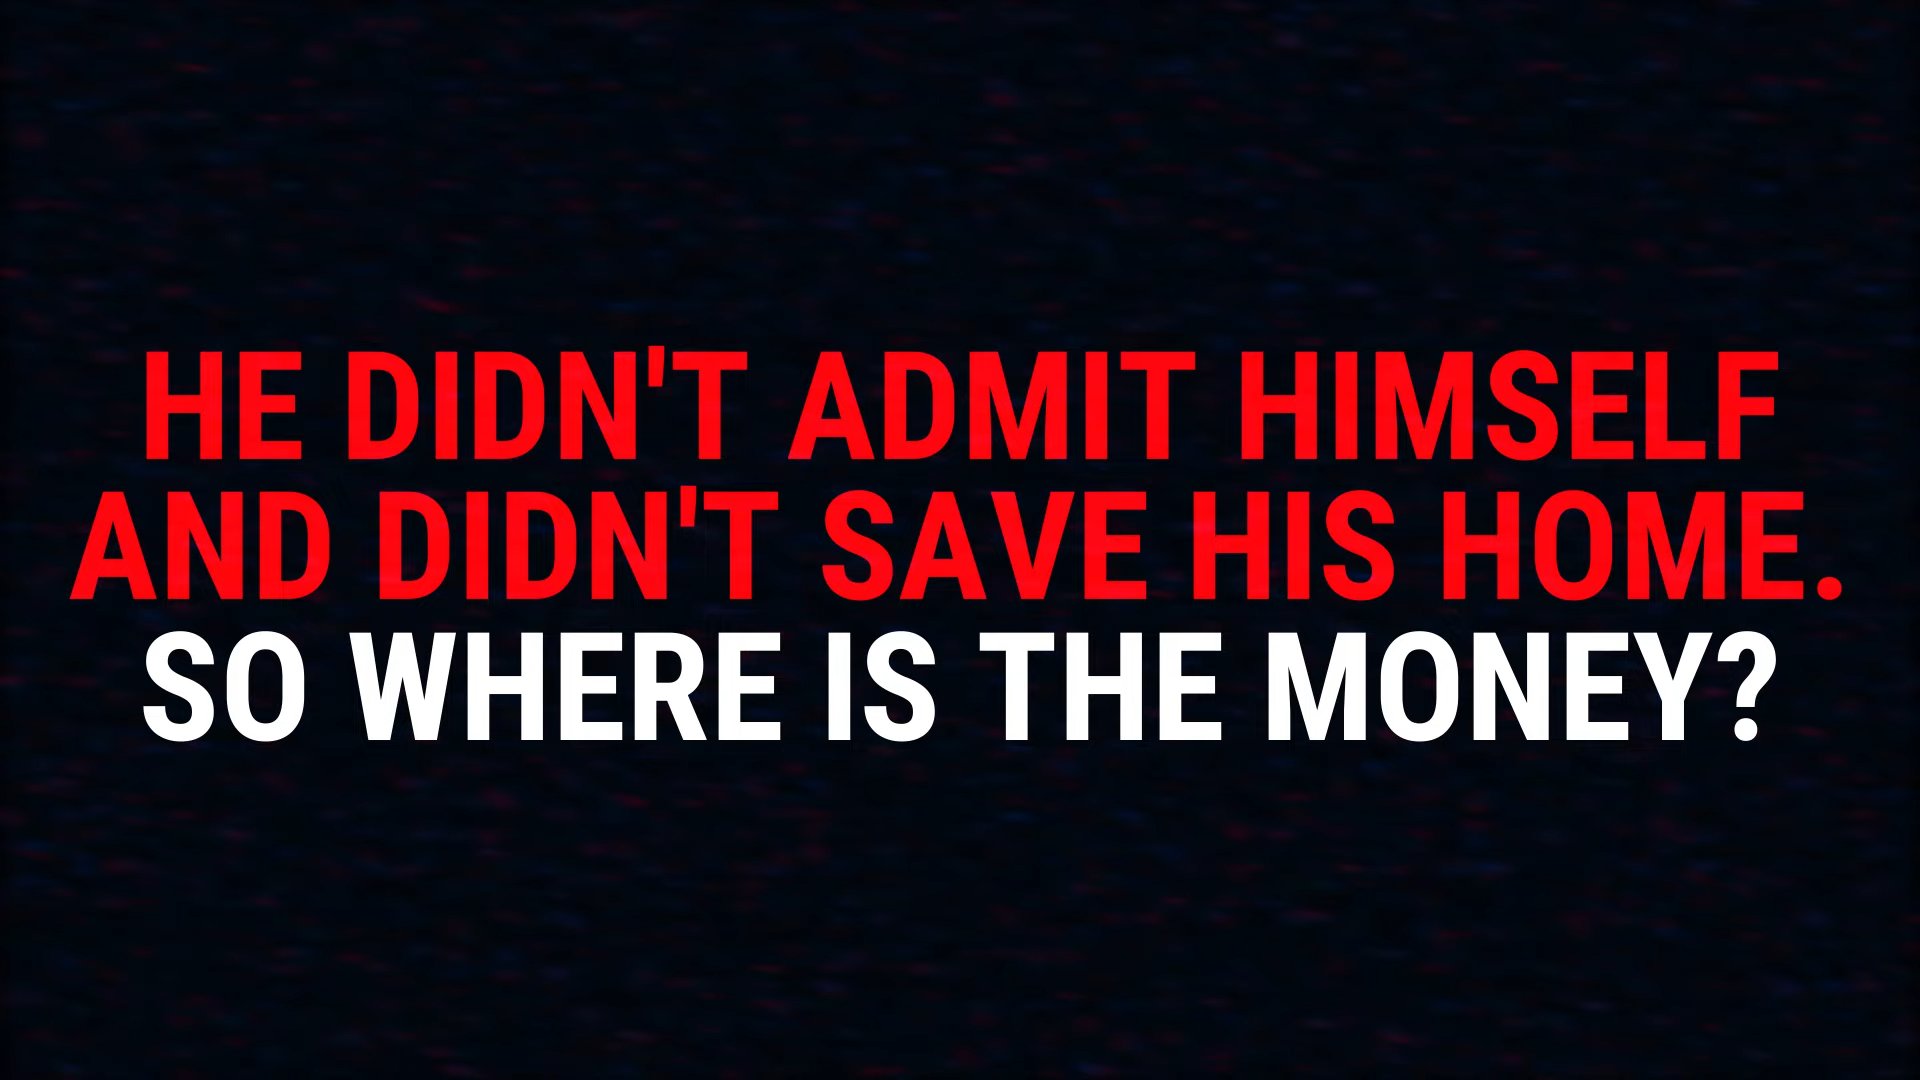 HE DIDN'T ADMIT HIMSELF
AND DIDN'T SAVE HIS HOME.
SO WHERE IS THE MONEY?